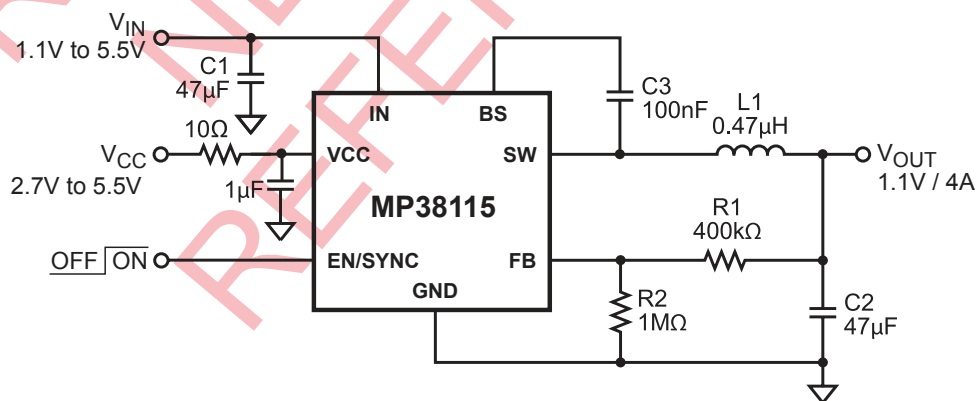 VIN
1.1V to 5.5V
C1
47µF
10Ω
VCC
2.7V to 5.5V
1µF
OFF ON
IN
BS
VCC
SW
MP38115
EN/SYNC
FB
GND
C3
100nF
L1
0.47µH
VOUT
1.1V / 4A
R1
400kΩ
R2
1MΩ
C2
47µF
REFE